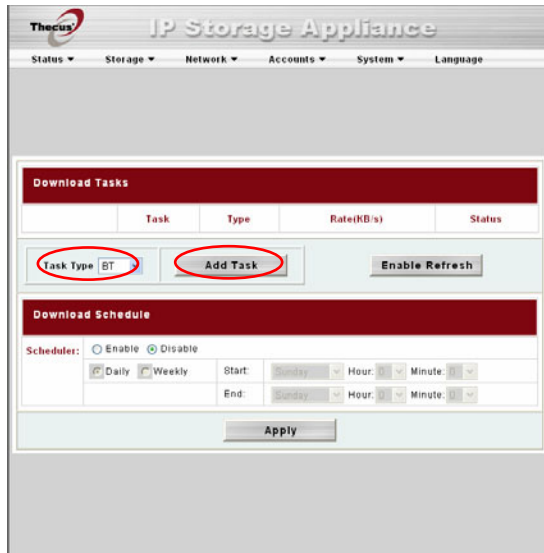 Thecus
IP Storage Appliance
Status Storage Network Accounts System Language
Download Tasks
Task Type Rate(KB/s) Status
Task Type BT Add Task Enable Refresh
Download Schedule
Scheduler: Enable Disable
Daily Weekly Start: Sunday Hour: 0 Minute: 0
End: Sunday Hour: 0 Minute: 0
Apply